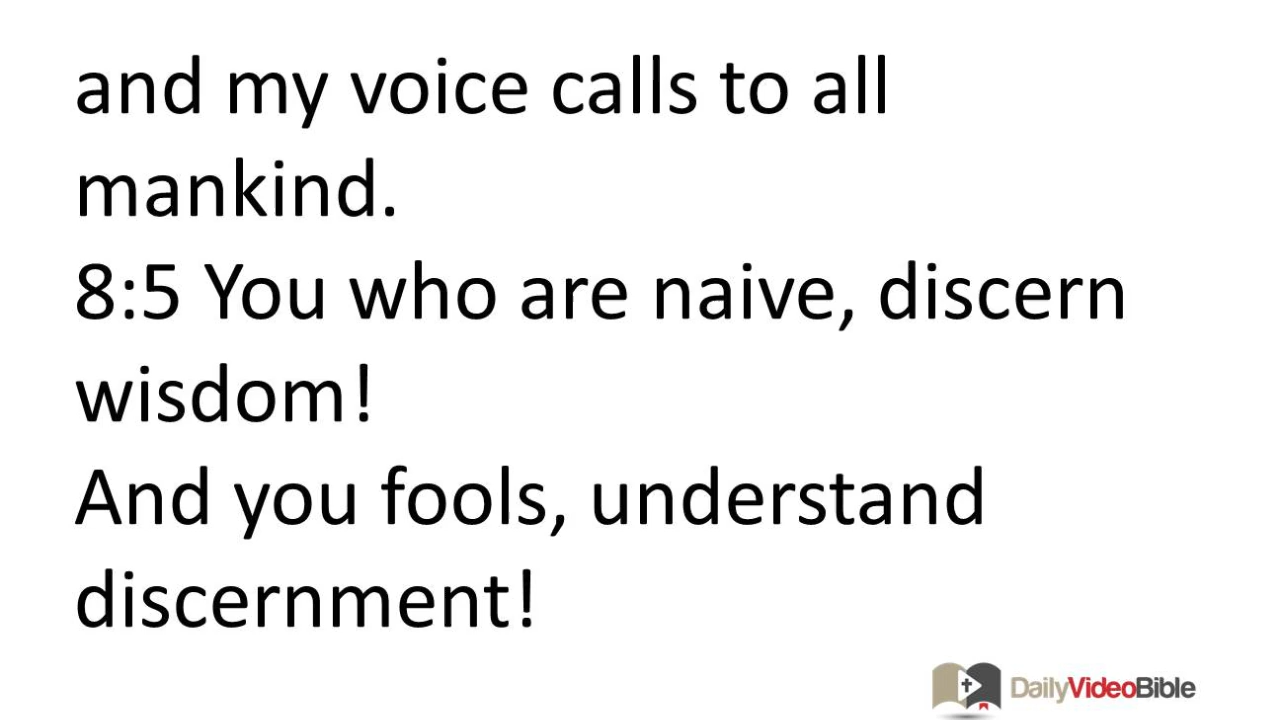 and my voice calls to all
mankind.
8:5 You who are naive, discern
wisdom!
And you fools, understand
discernment!
DailyVideoBible